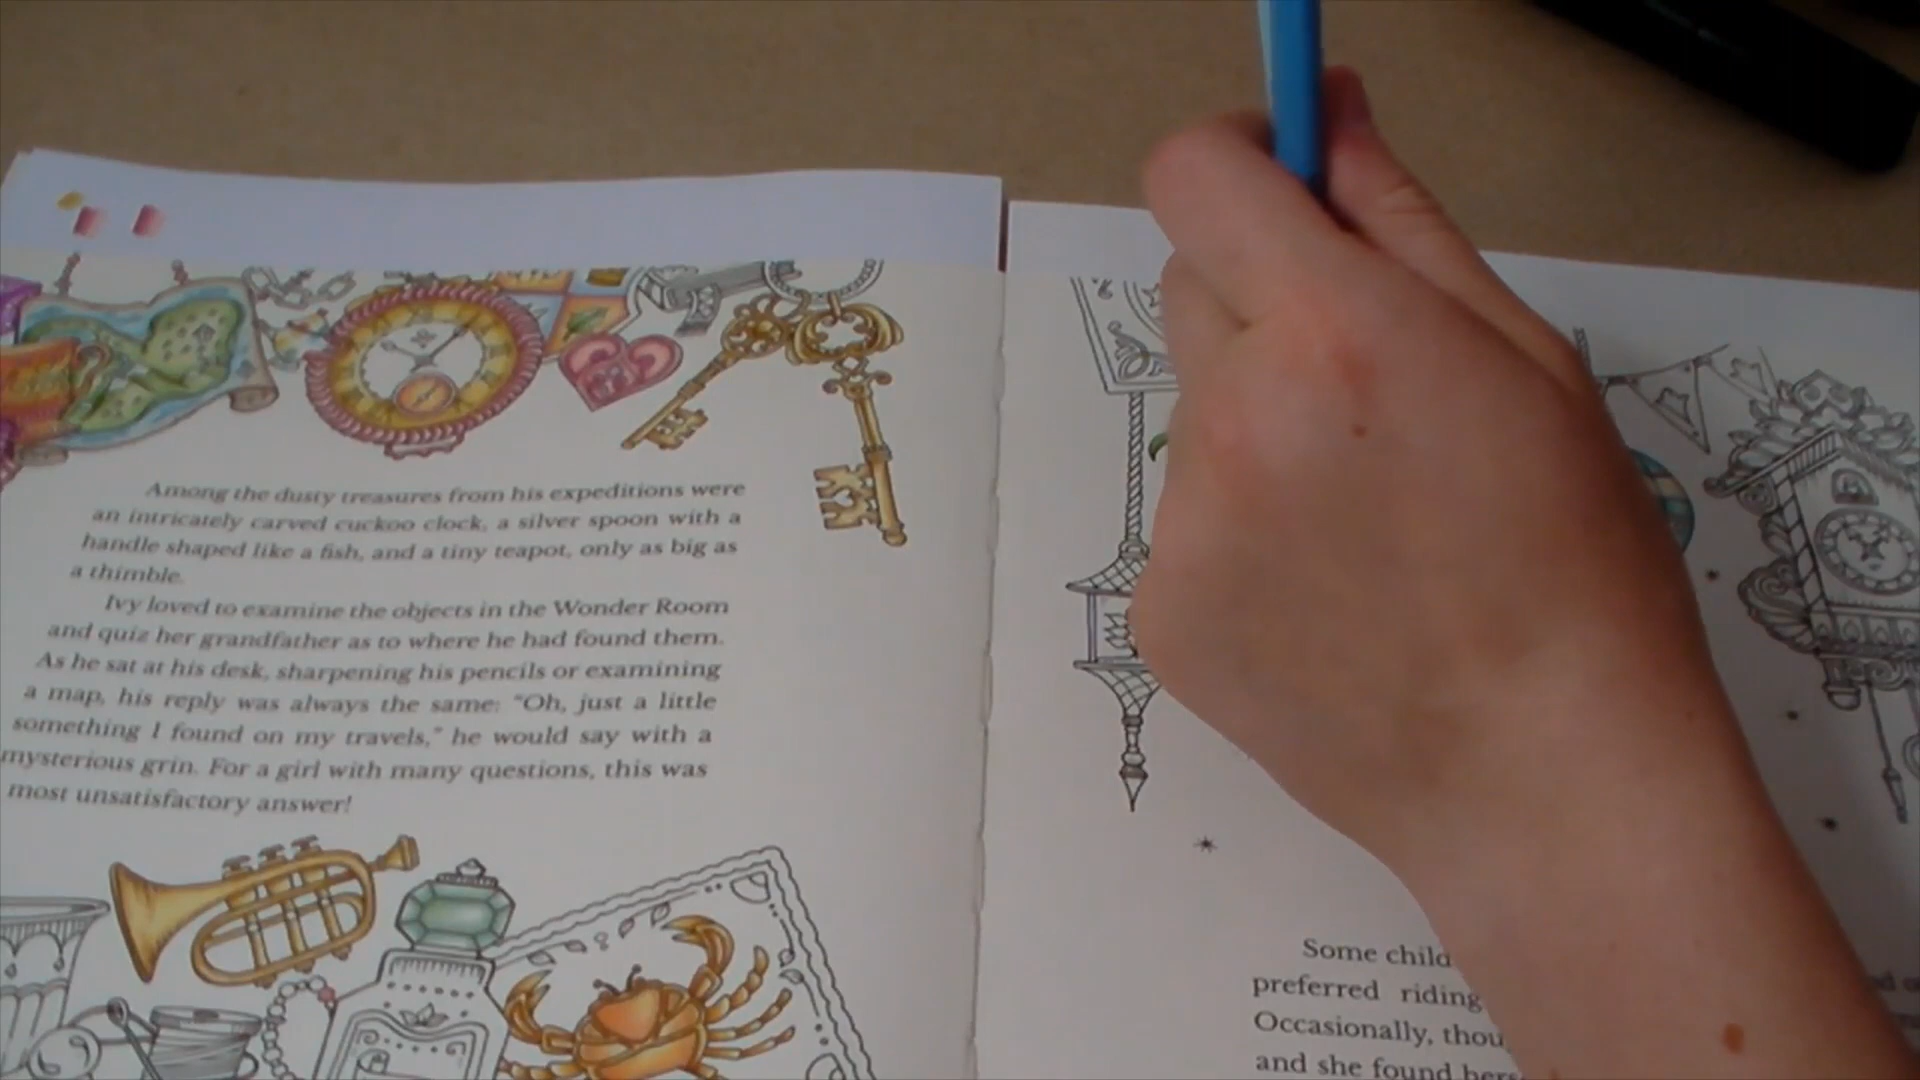 Among the dusty treasures from his expeditions were
an intricately carved cuckoo clock, a silver spoon with a
handle shaped like a fish, and a tiny teapot, only as big as
a thimble.
Ivy loved to examine the objects in the Wonder Room
and quiz her grandfather as to where he had found them.
As he sat at his desk, sharpening his pencils or examining
a map, his reply was always the same: “Oh, just a little
something I found on my travels,” he would say with a
mysterious grin. For a girl with many questions, this was
most unsatisfactory answer!
Some child
preferred riding
Occasionally, thou
and she found hers